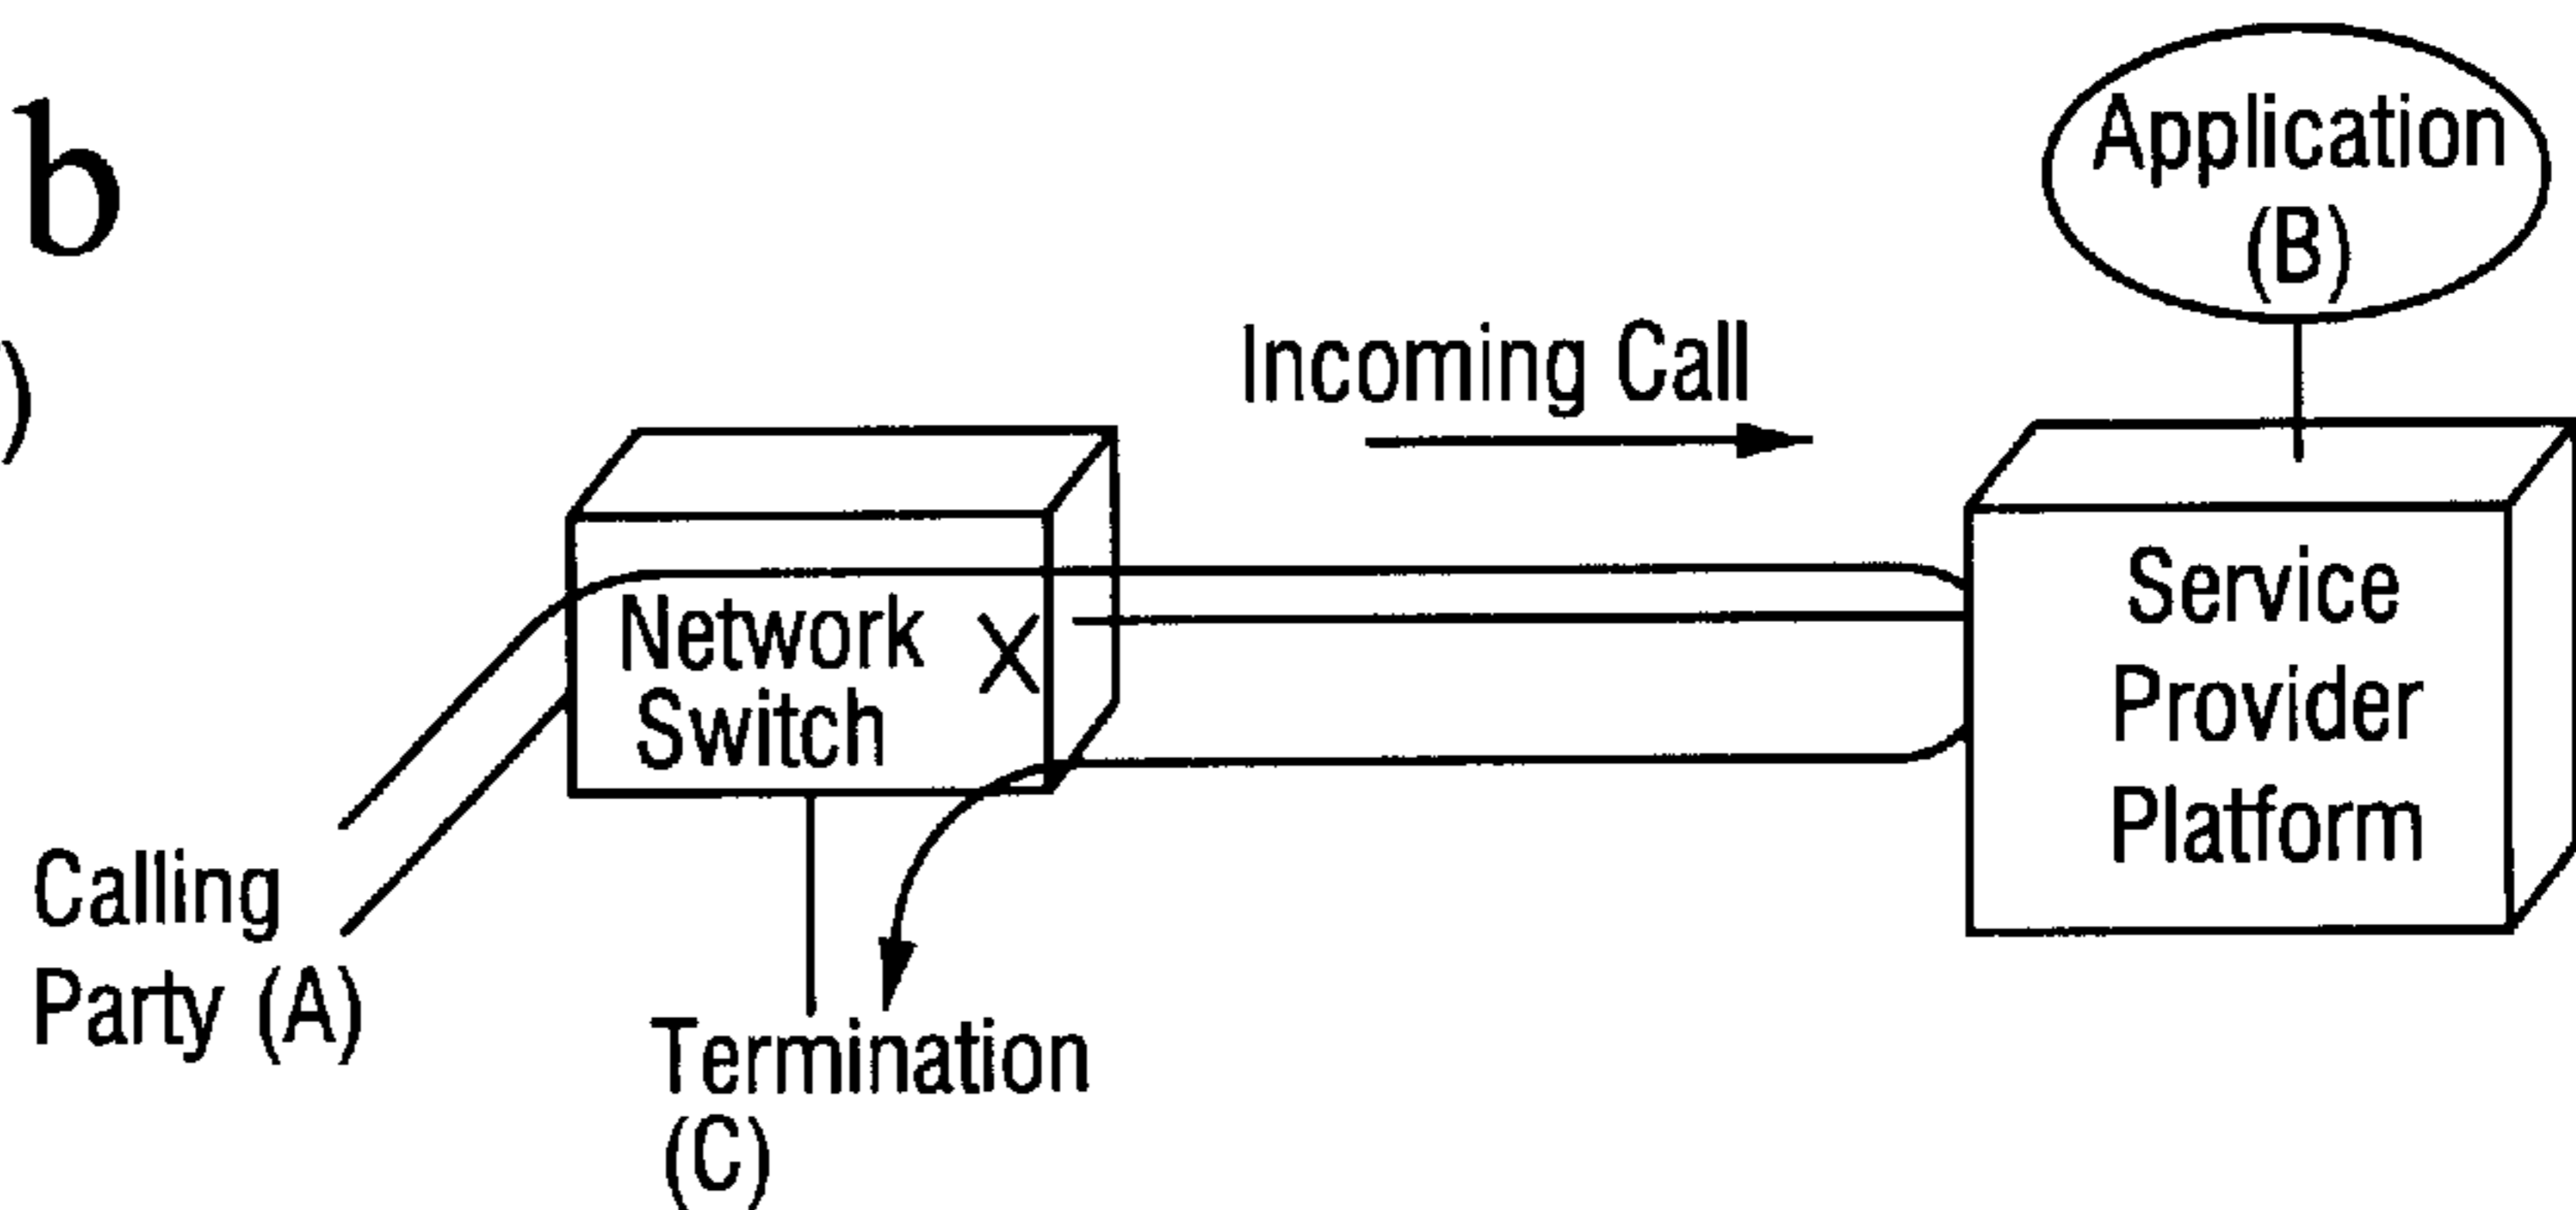 b
)
Application
(B)
Incoming Call
Network
Switch
X
Service
Provider
Platform
Calling
Party (A)
Termination
(C)